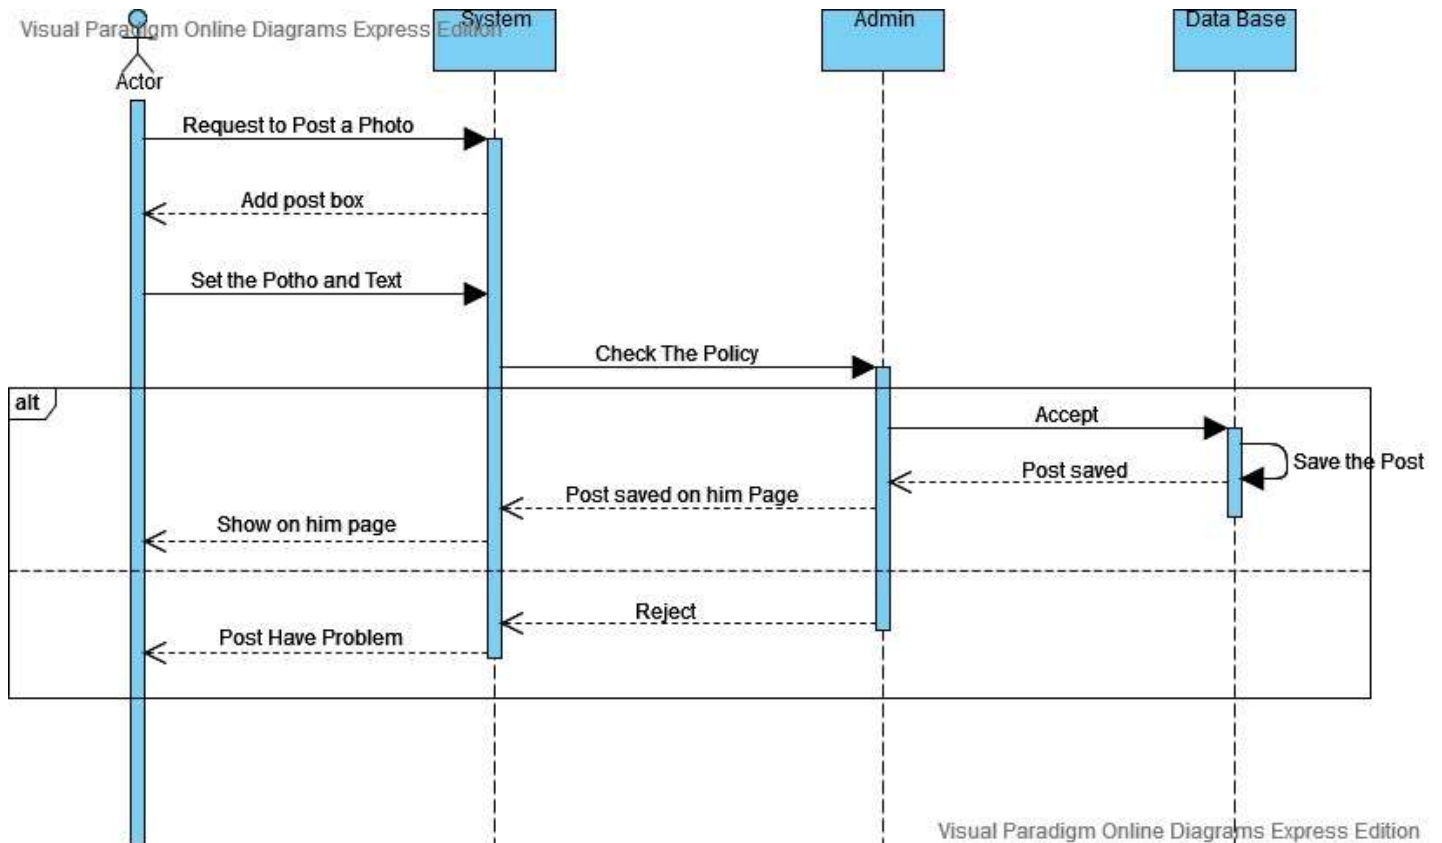 Visual Paradigm Online Diagrams Express Edition
System
Admin
Data Base
Actor
Request to Post a Photo
Add post box
Set the Potho and Text
Check The Policy
alt
Accept
Save the Post
Post saved
Post saved on him Page
Show on him page
Reject
Post Have Problem
Visual Paradigm Online Diagrams Express Edition